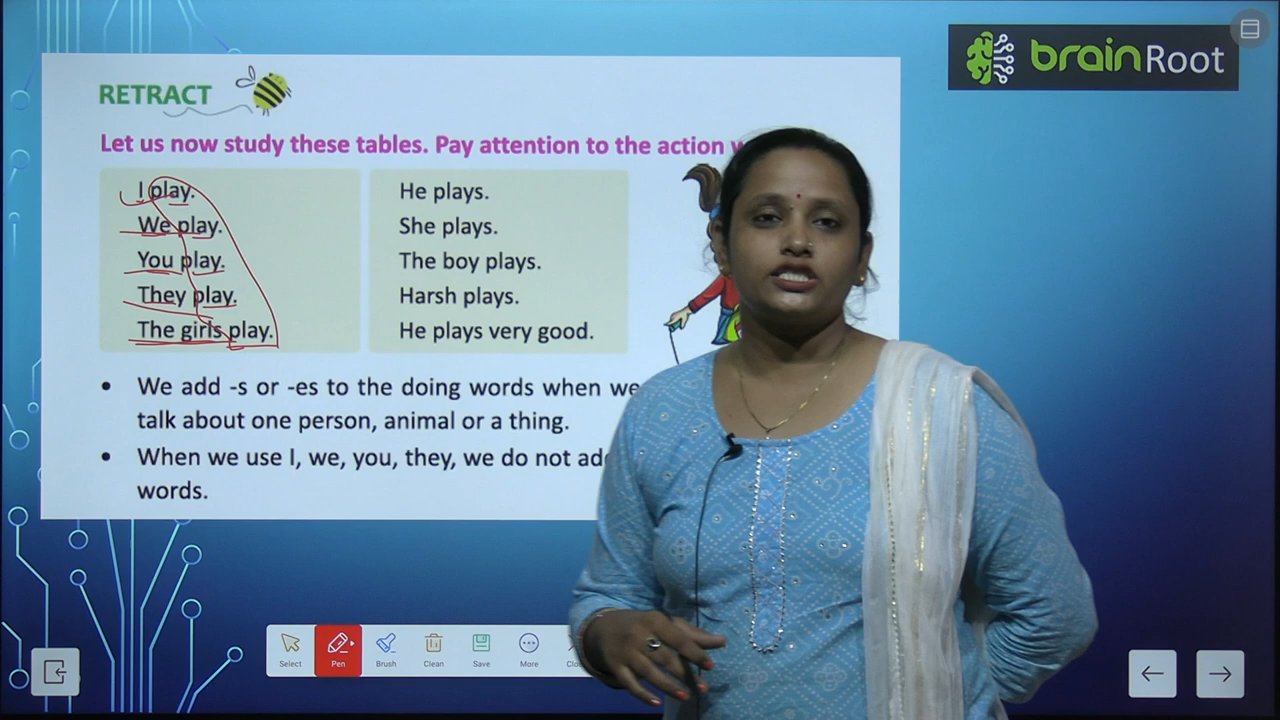 brainRoot
RETRACT
Let us now study these tables. Pay attention to the action
I play.
We play.
You play.
They play.
The girls play.
He plays.
She plays.
The boy plays.
Harsh plays.
He plays very good.
• We add -s or -es to the doing words when we
talk about one person, animal or a thing.
• When we use I, we, you, they, we do not
words.
Select
Pen
Brush
Clean
Save
More